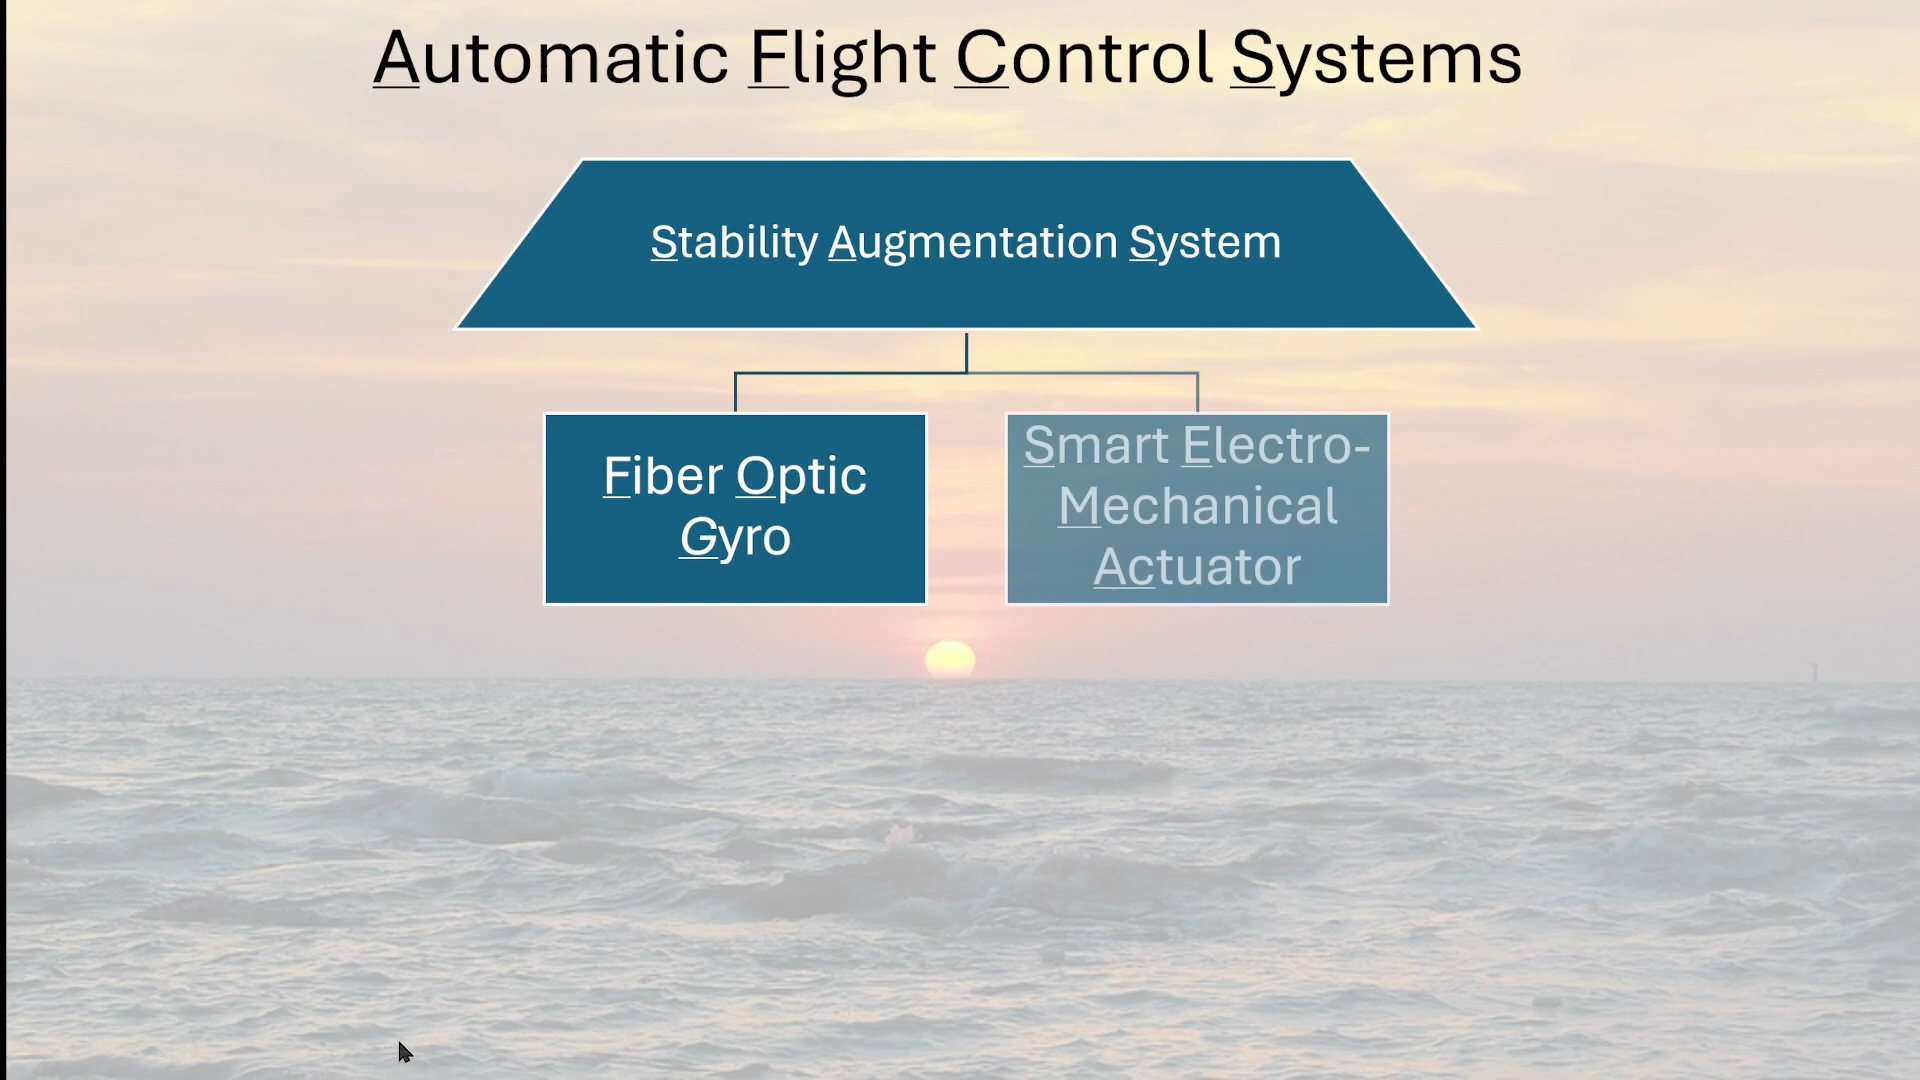 Automatic Flight Control Systems
Stability Augmentation System
Fiber Optic
Gyro
Smart Electro-
Mechanical
Actuator